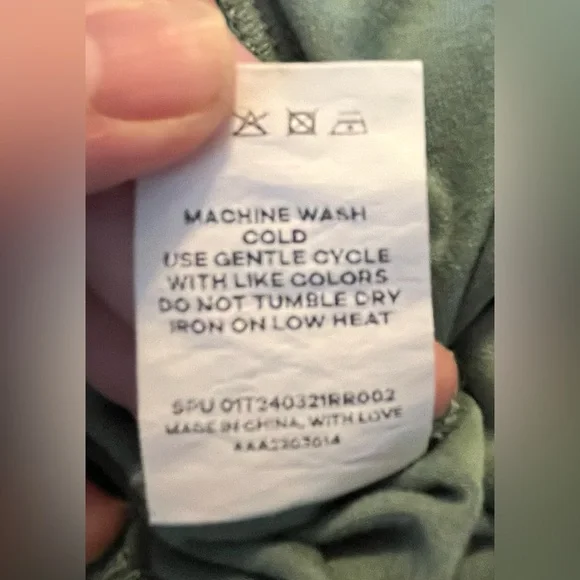 MACHINE WASH
COLD
USE GENTLE CYCLE
WITH LIKE COLORS
DO NOT TUMBLE DRY
IRON ON LOW HEAT
SPU 01T240321RR002
MADE IN CHINA, WITH LOVE
AAA2203014